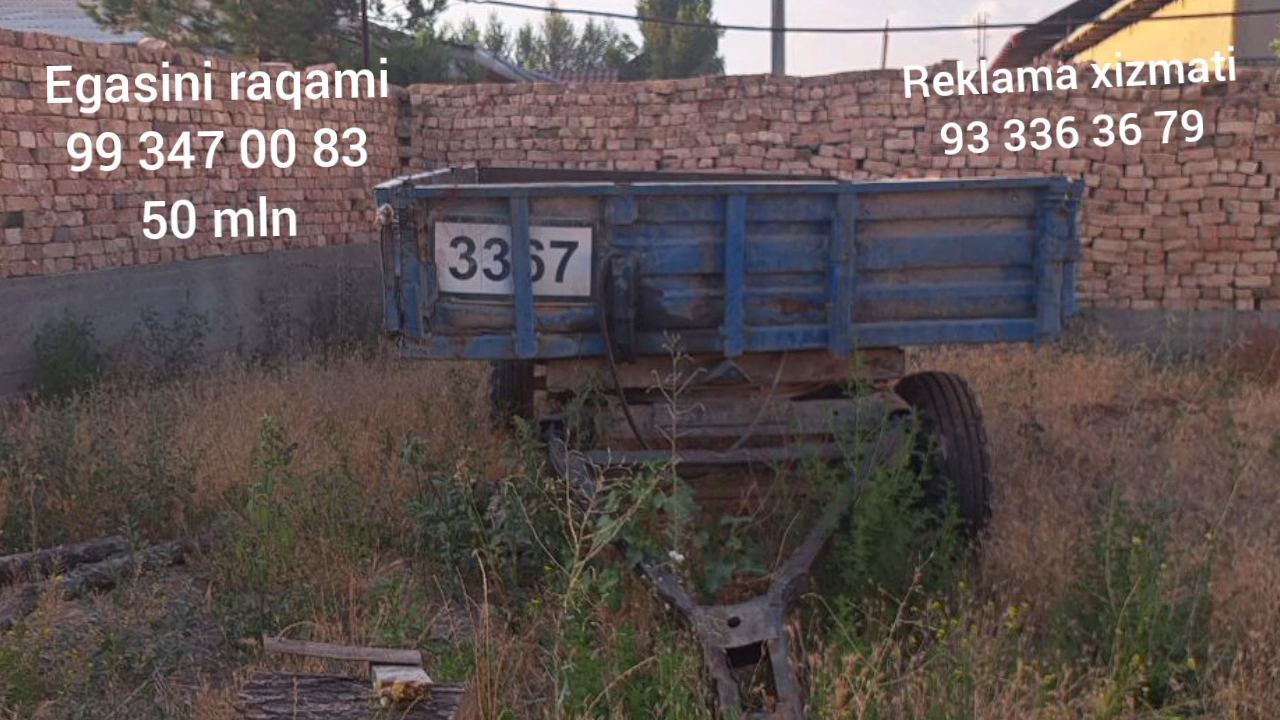 Egasini raqami
99 347 00 83
50 mln
Reklama xizmati
93 336 36 79
3367